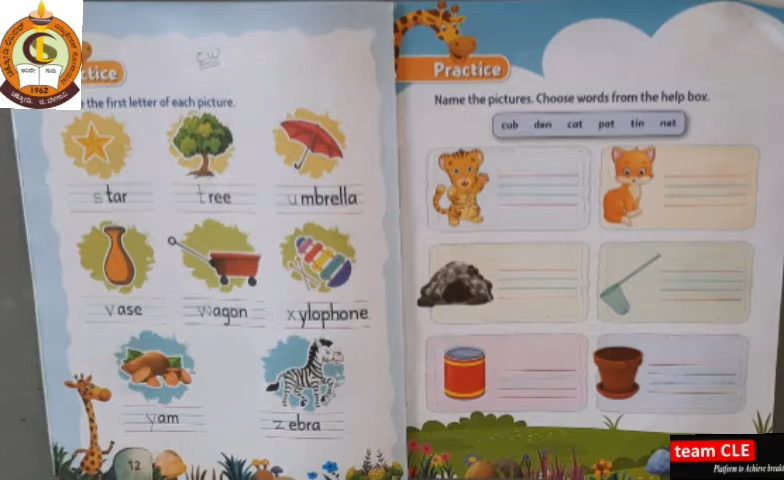 1962
CW
ctice
the first letter of each picture.
star
tree
umbrella
vase
wagon
xylophone
yam
zebra
12
Practice
Name the pictures. Choose words from the help box.
cub den cat pot tin net
team CLE
Platform to Achieve break